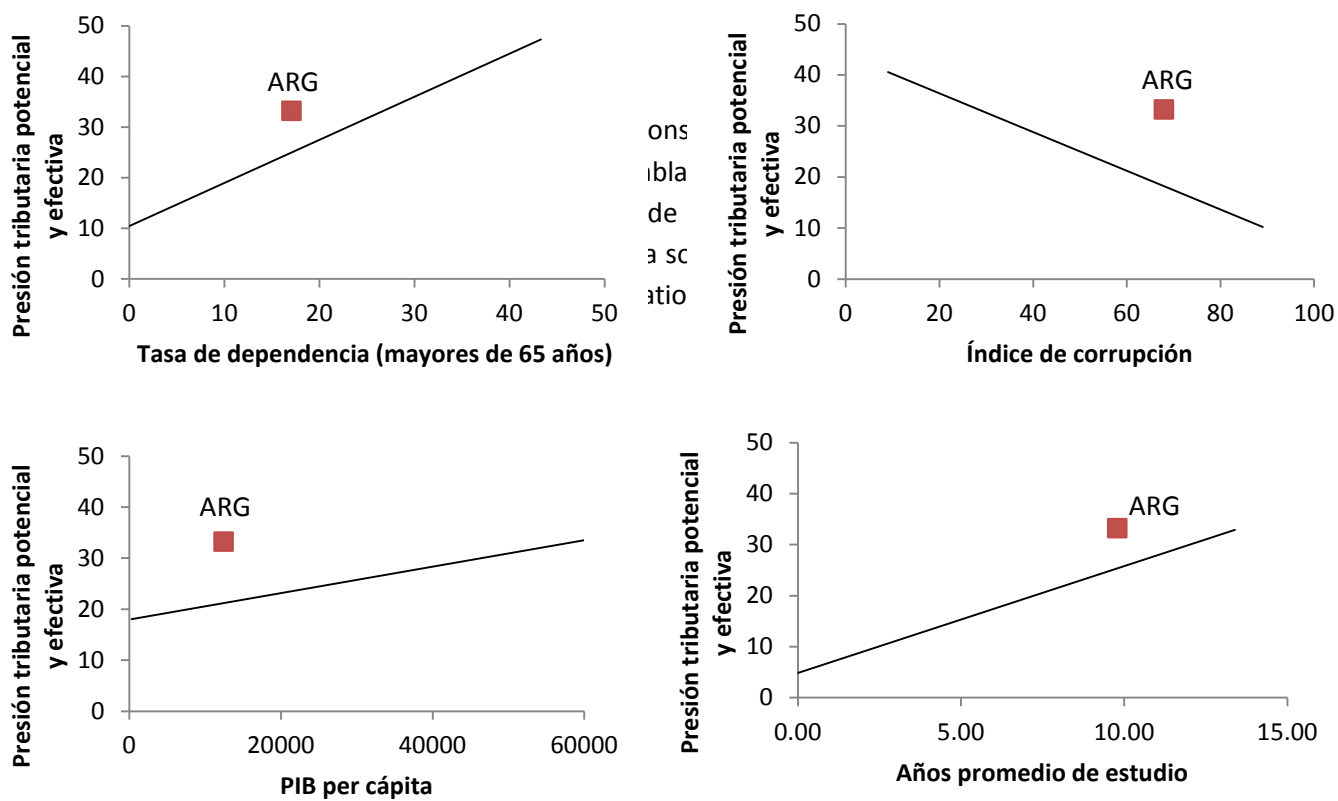 Presión tributaria potencial
y efectiva
50
40
30
20
10
0
ARG
0 10 20 30 40 50
Tasa de dependencia (mayores de 65 años)
de
Presión tributaria potencial
y efectiva
50
40
30
20
10
0
ARG
0 20 40 60 80 100
Índice de corrupción
Presión tributaria potencial
y efectiva
50
40
30
20
10
0
ARG
0 20000 40000 60000
PIB per cápita
Presión tributaria potencial
y efectiva
50
40
30
20
10
0
ARG
0.00 5.00 10.00 15.00
Años promedio de estudio